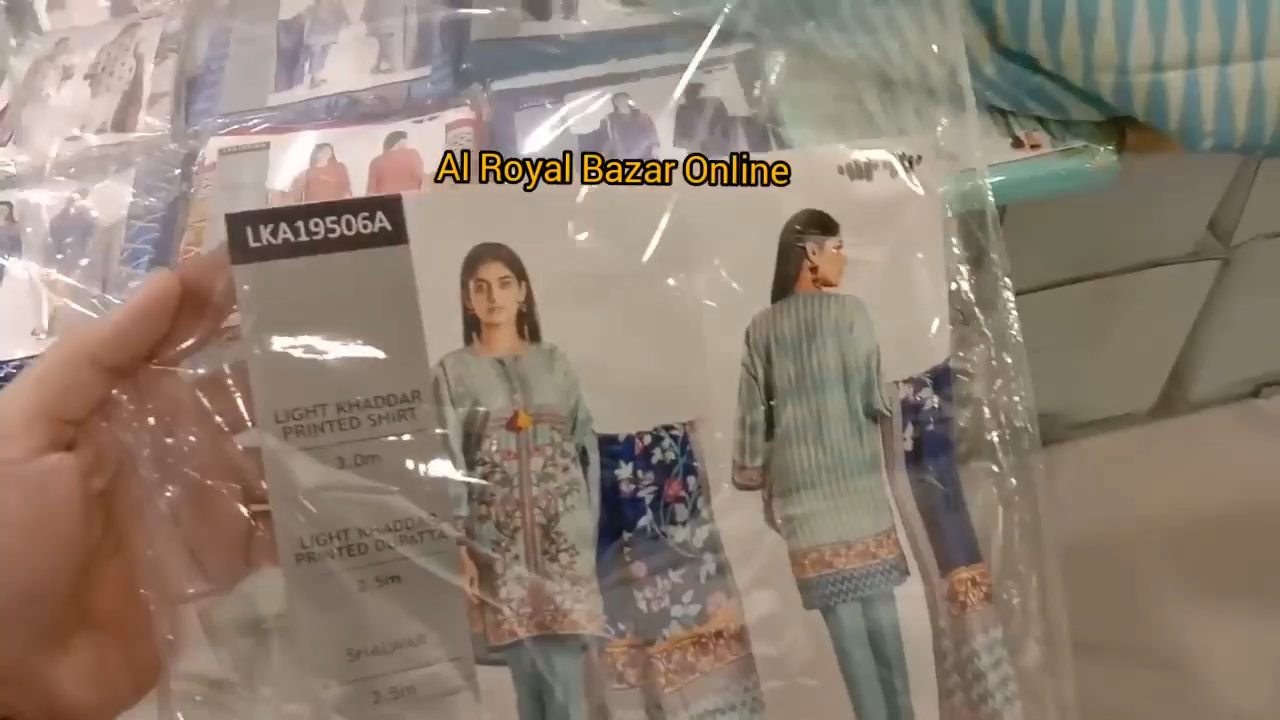 Al Royal Bazar Online
LKA19506A
LIGHT KHADDAR
PRINTED SHIRT
3.0m
LIGHT KHADDAR
PRINTED DUPATTA
2.5m
SHALWAR
2.5m